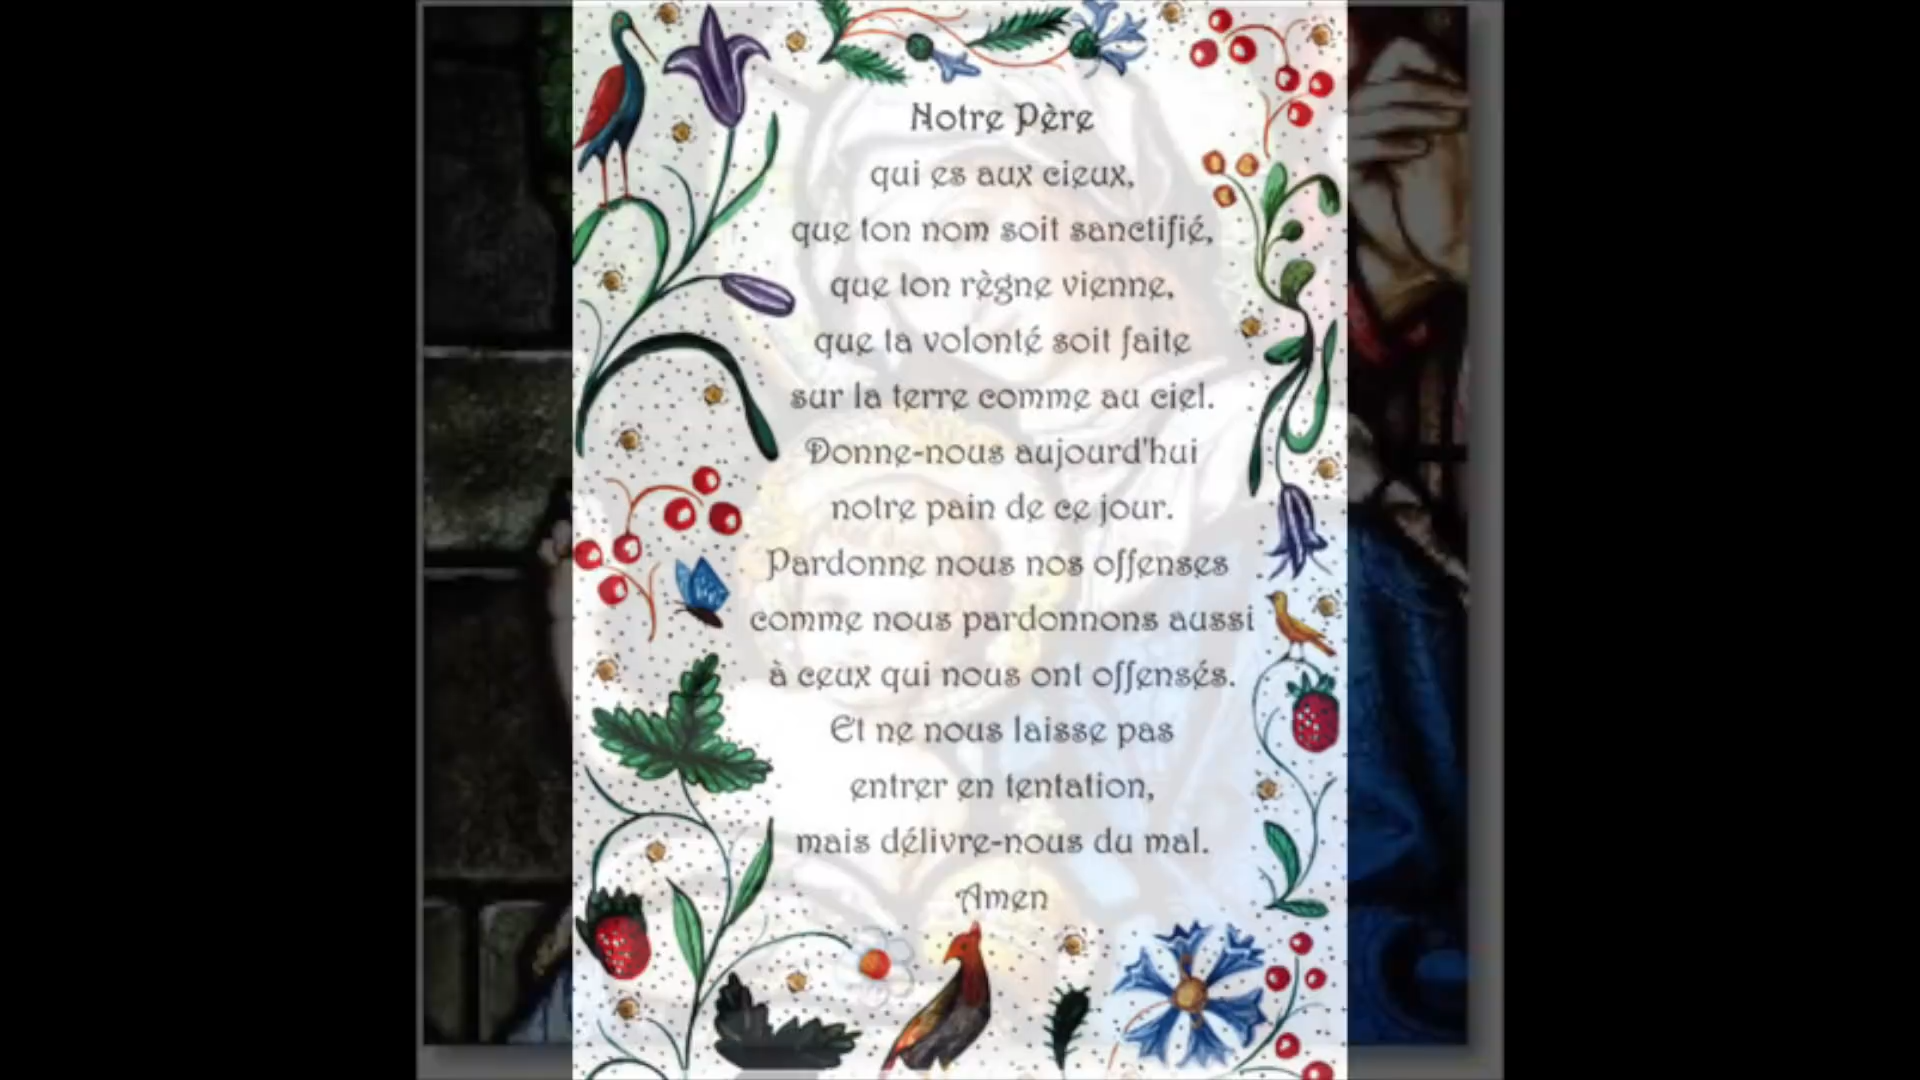 Notre Père
qui es aux cieux,
que ton nom soit sanctifié,
que ton règne vienne,
que ta volonté soit faite
sur la terre comme au ciel.
Donne-nous aujourd'hui
notre pain de ce jour.
Pardonne nous nos offenses
comme nous pardonnons aussi
à ceux qui nous ont offensés.
Et ne nous laisse pas
entrer en tentation,
mais délivre-nous du mal.
Amen